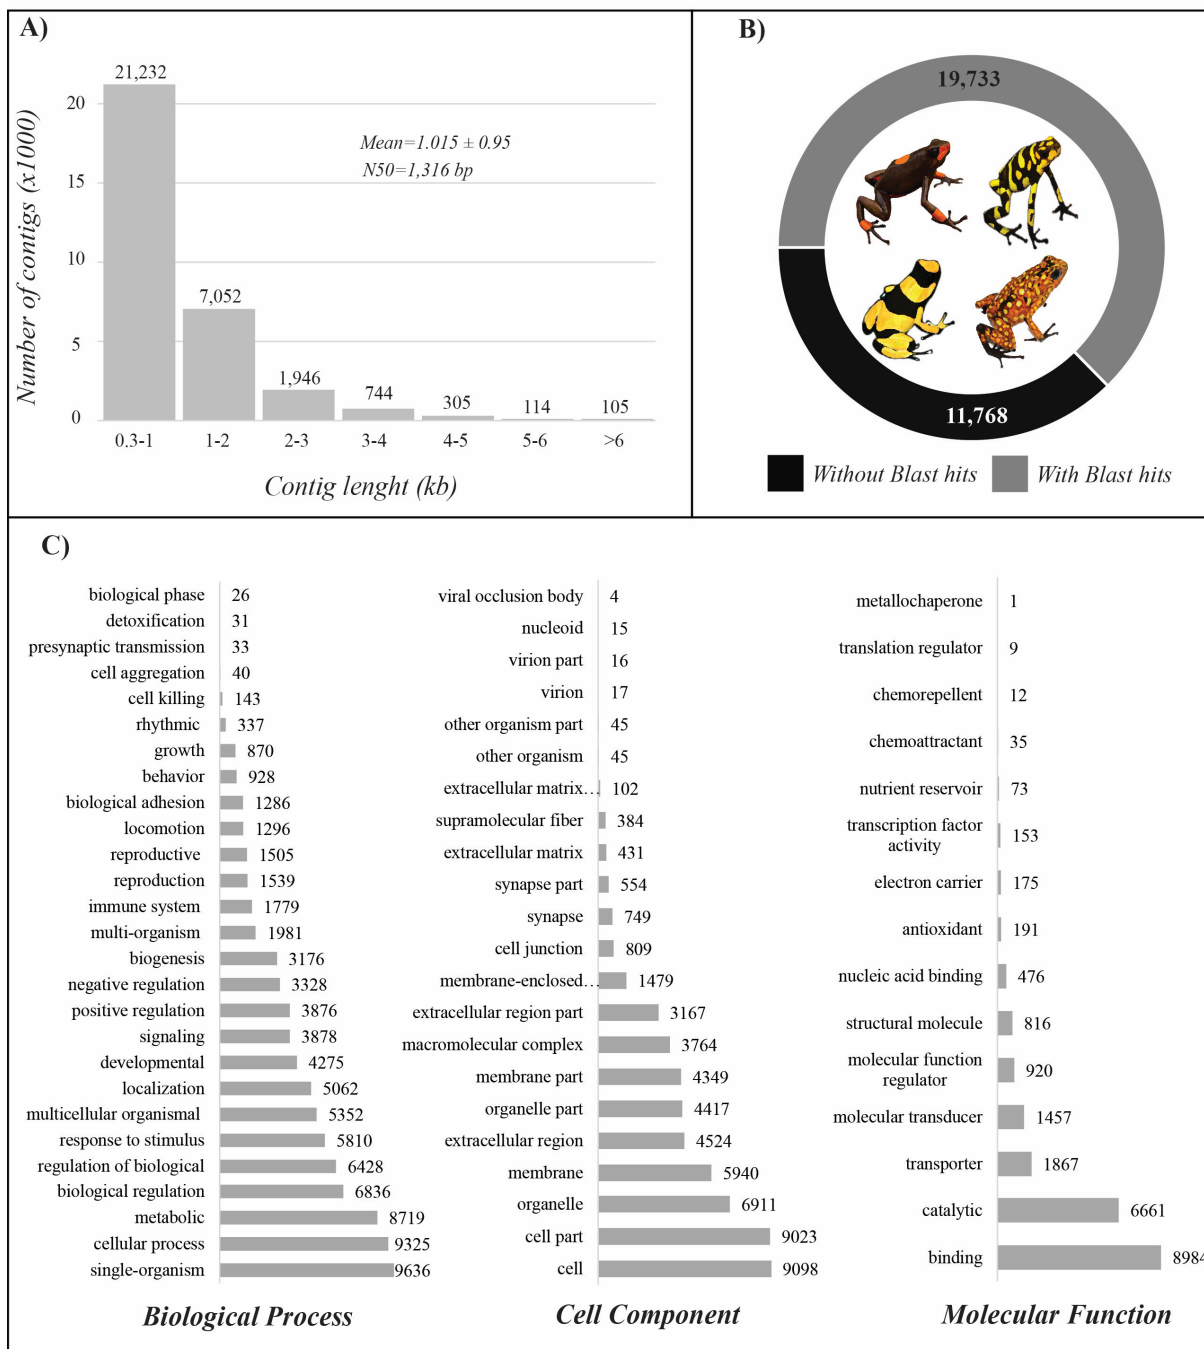 A)
21,232
20
15
10
5
0
Number of contigs (x1000)
Mean=1.015 ± 0.95
N50=1,316 bp
7,052
1,946
744
305
114
105
0.3-1
1-2
2-3
3-4
4-5
5-6
>6
Contig lenght (kb)
B)
19,733
11,768
Without Blast hits
With Blast hits
C)
biological phase 26
detoxification 31
presynaptic transmission 33
cell aggregation 40
cell killing 143
rhythmic 337
growth 870
behavior 928
biological adhesion 1286
locomotion 1296
reproductive 1505
reproduction 1539
immune system 1779
multi-organism 1981
biogenesis 3176
negative regulation 3328
positive regulation 3876
signaling 3878
developmental 4275
localization 5062
multicellular organismal 5352
response to stimulus 5810
regulation of biological 6428
biological regulation 6836
metabolic 8719
cellular process 9325
single-organism 9636
Biological Process
viral occlusion body 4
nucleoid 15
virion part 16
virion 17
other organism part 45
other organism 45
extracellular matrix… 102
supramolecular fiber 384
extracellular matrix 431
synapse part 554
synapse 749
cell junction 809
membrane-enclosed… 1479
extracellular region part 3167
macromolecular complex 3764
membrane part 4349
organelle part 4417
extracellular region 4524
membrane 5940
organelle 6911
cell part 9023
cell 9098
Cell Component
metallochaperone 1
translation regulator 9
chemorepellent 12
chemoattractant 35
nutrient reservoir 73
transcription factor
activity 153
electron carrier 175
antioxidant 191
nucleic acid binding 476
structural molecule 816
molecular function
regulator 920
molecular transducer 1457
transporter 1867
catalytic 6661
binding 8984
Molecular Function